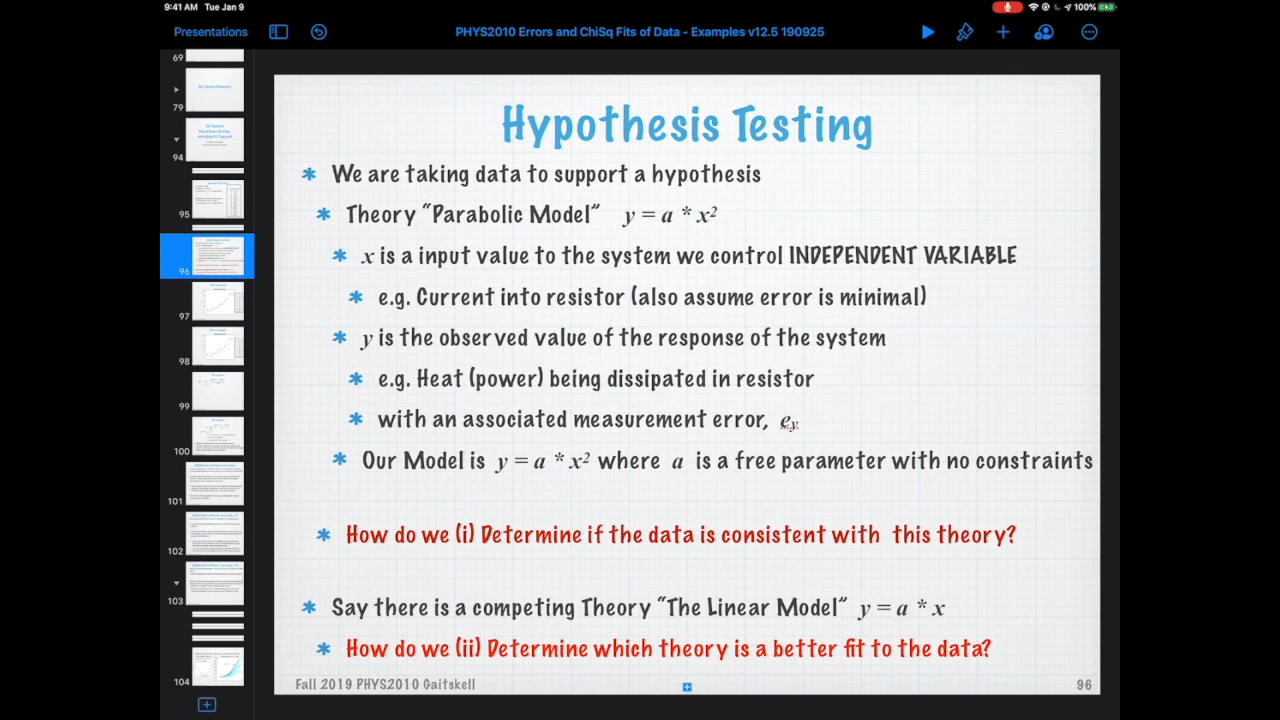 9:41 AM Tue Jan 9
100%
Presentations
PHYS2010 Errors and ChiSq Fits of Data - Examples v12.5 190925
69
79
94
95
96
97
98
99
100
101
102
103
104
Hypothesis Testing
* We are taking data to support a hypothesis
* Theory “Parabolic Model” y = a * x²
* x is a input value to the system we control INDEPENDENT VARIABLE
* e.g. Current into resistor (also assume error is minimal)
* y is the observed value of the response of the system
* e.g. Heat (power) being dissipated in resistor
* with an associated measurement error, e_y
* Our Model is y = a * x² where a is a free parameter with no constraints
* How do we (i) Determine if the data is consistent with this theory?
* Say there is a competing Theory “The Linear Model” y = a * x
* How do we (ii) Determine which theory is a better fit to the data?
Fall 2019 PHYS2010 Gaitskell
96